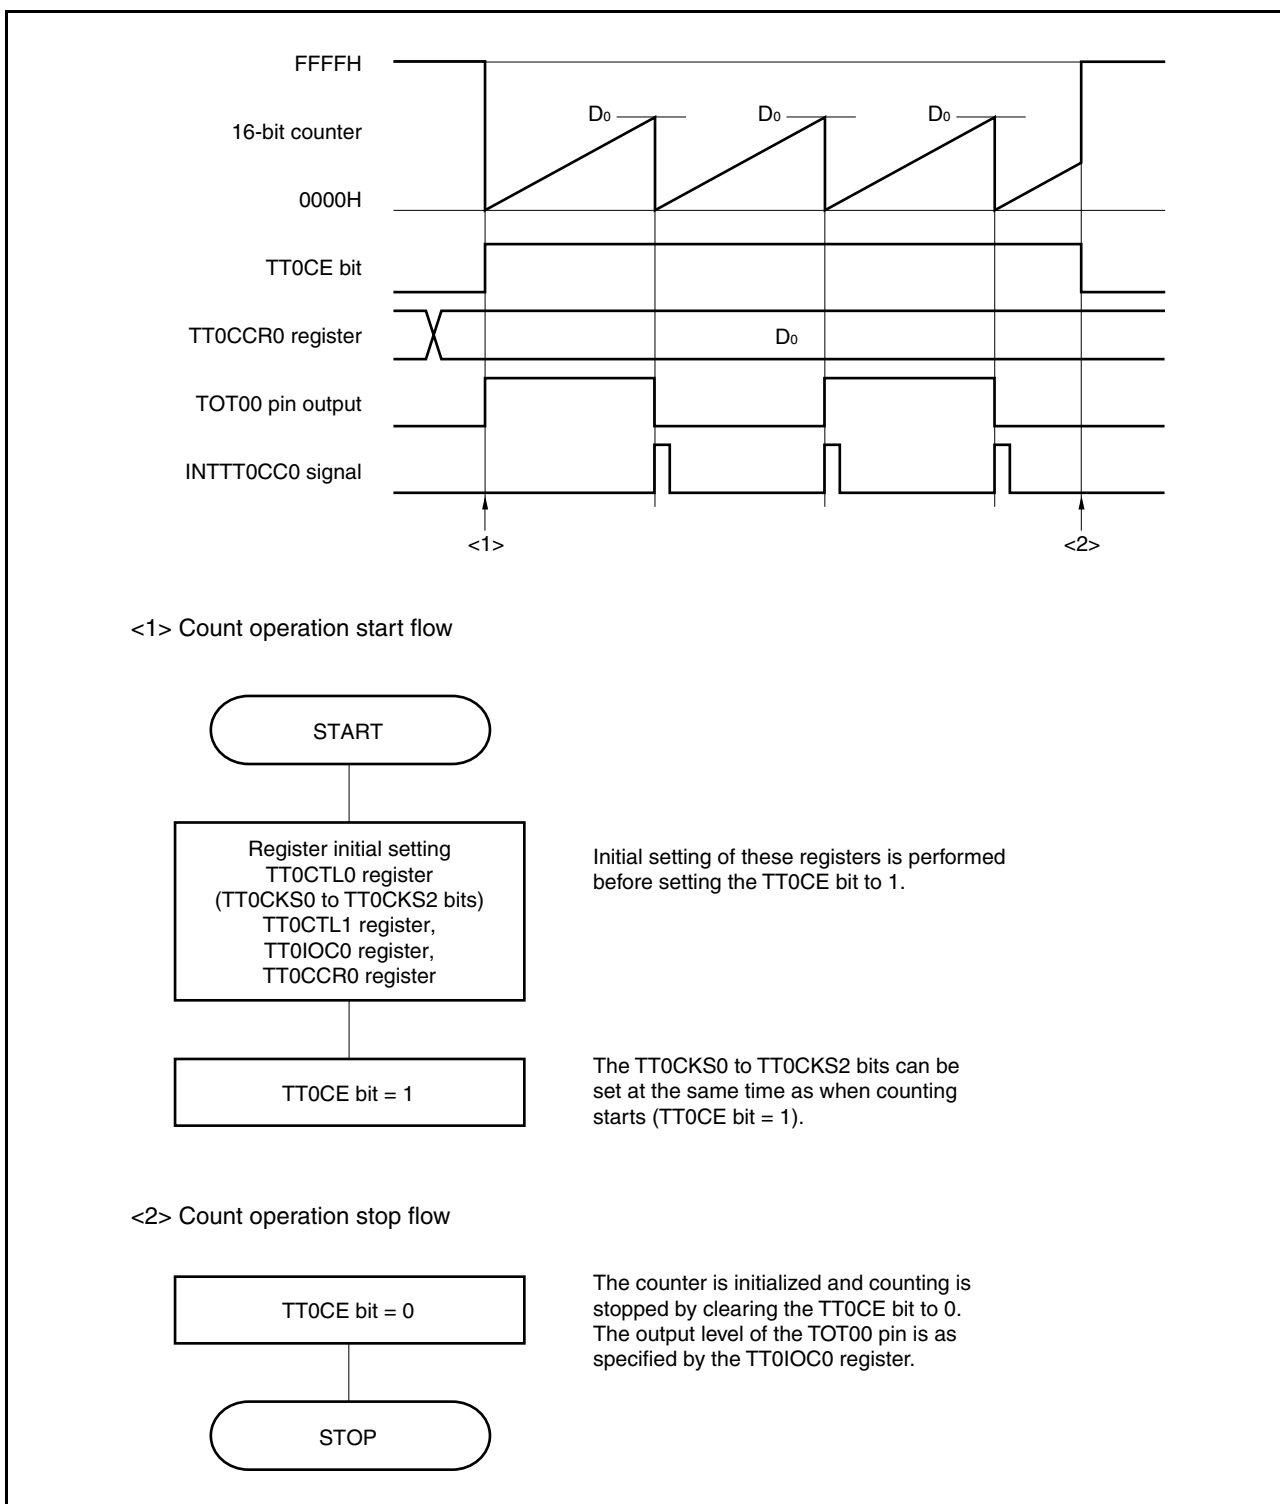 FFFFH
D₀ D₀ D₀
16-bit counter
0000H
TT0CE bit
TT0CCR0 register
D₀
TOT00 pin output
INTTT0CC0 signal
<1> <2>
<1> Count operation start flow
START
Register initial setting
TT0CTL0 register
(TT0CKS0 to TT0CKS2 bits)
TT0CTL1 register,
TT0IOC0 register,
TT0CCR0 register
Initial setting of these registers is performed
before setting the TT0CE bit to 1.
TT0CE bit = 1
The TT0CKS0 to TT0CKS2 bits can be
set at the same time as when counting
starts (TT0CE bit = 1).
<2> Count operation stop flow
TT0CE bit = 0
The counter is initialized and counting is
stopped by clearing the TT0CE bit to 0.
The output level of the TOT00 pin is as
specified by the TT0IOC0 register.
STOP